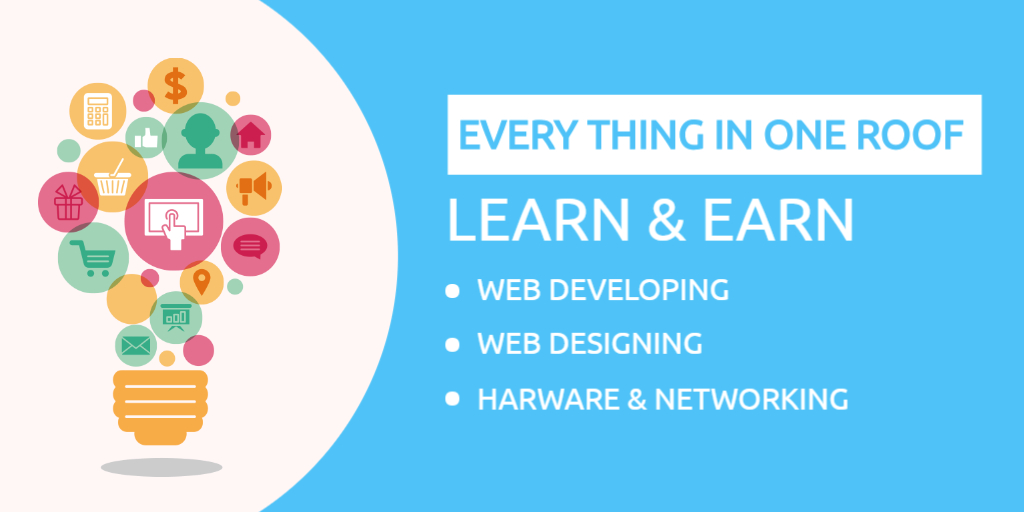 EVERY THING IN ONE ROOF
LEARN & EARN
WEB DEVELOPING
WEB DESIGNING
HARWARE & NETWORKING